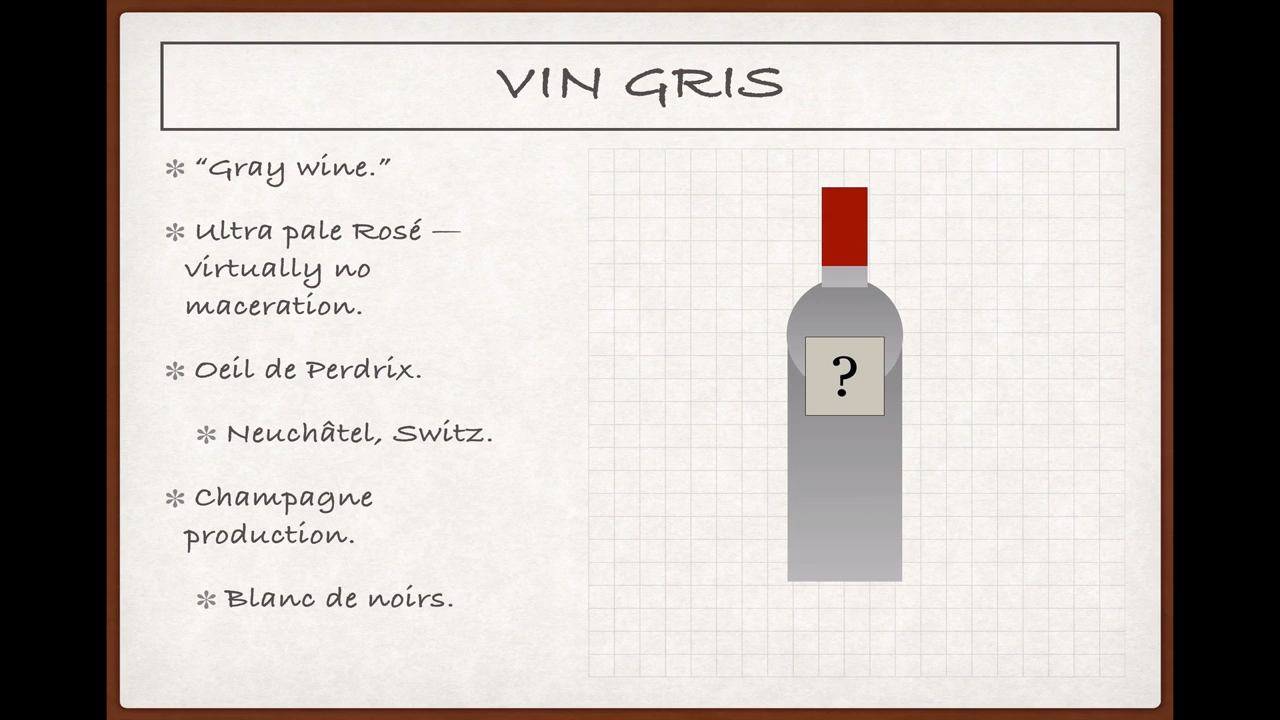 VIN GRIS
✼ “Gray wine.”
✼ Ultra pale Rosé —
virtually no
maceration.
✼ Oeil de Perdrix.
✼ Neuchâtel, Switz.
✼ Champagne
production.
✼ Blanc de noirs.
?